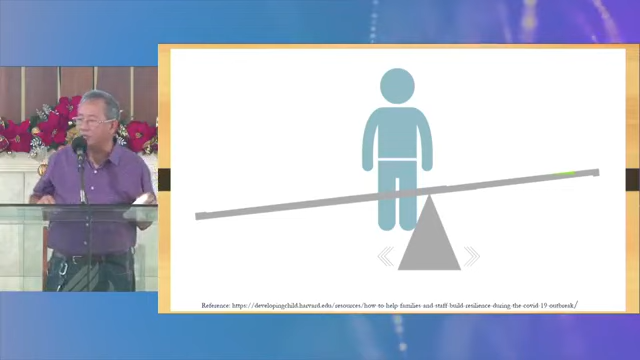 Reference: https://developingchild.harvard.edu/resources/how-to-help-families-and-staff-build-resilience-during-the-covid-19-outbreak/